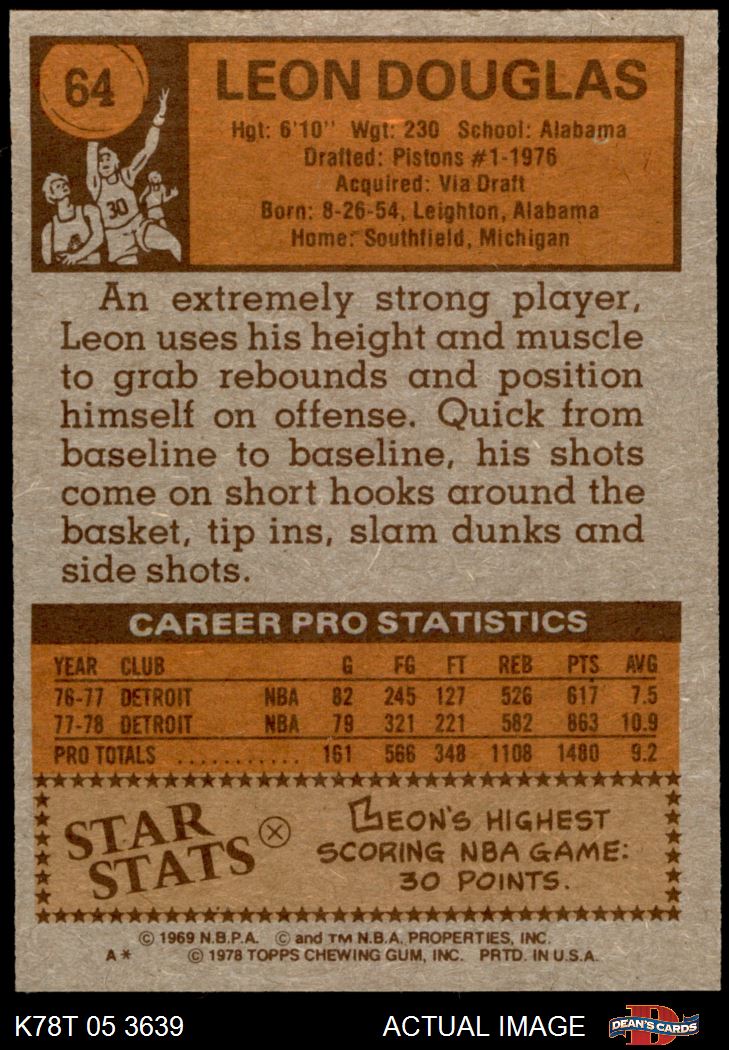 64
LEON DOUGLAS
Hgt: 6'10" Wgt: 230 School: Alabama
Drafted: Pistons #1-1976
Acquired: Via Draft
Born: 8-26-54, Leighton, Alabama
Home: Southfield, Michigan
30
An extremely strong player,
Leon uses his height and muscle
to grab rebounds and position
himself on offense. Quick from
baseline to baseline, his shots
come on short hooks around the
basket, tip ins, slam dunks and
side shots.
CAREER PRO STATISTICS
YEAR CLUB G FG FT REB PTS AVG
76-77 DETROIT NBA 82 245 127 526 617 7.5
77-78 DETROIT NBA 79 321 221 582 863 10.9
PRO TOTALS ........... 161 566 348 1108 1480 9.2
STAR
STATS
LEON'S HIGHEST
SCORING NBA GAME:
30 POINTS.
© 1969 N.B.P.A. © and TM N.B.A. PROPERTIES, INC.
A* © 1978 TOPPS CHEWING GUM, INC. PRTD. IN U.S.A.
K78T 05 3639 ACTUAL IMAGE D DEAN'S CARDS